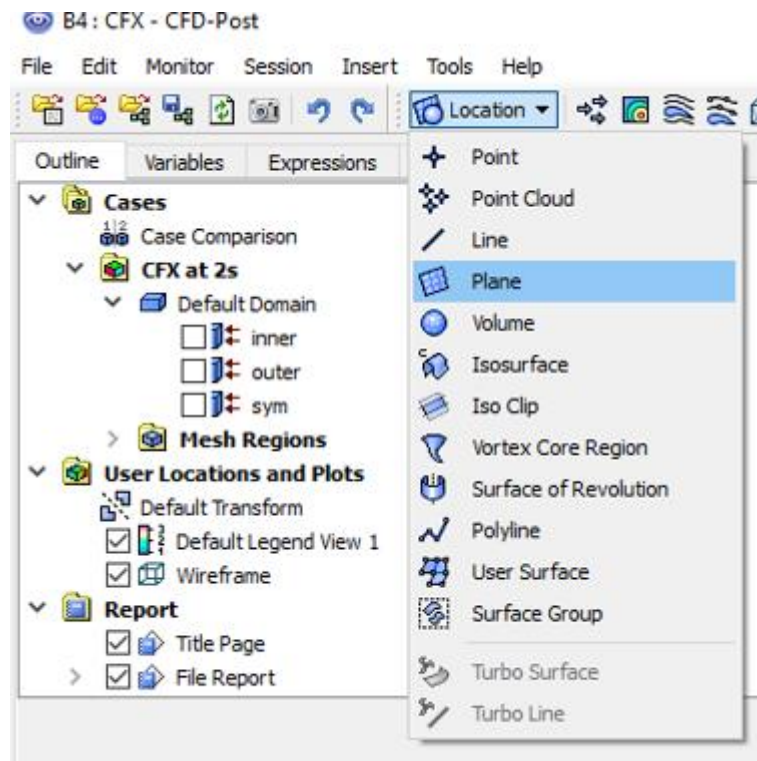 B4 : CFX - CFD-Post
File Edit Monitor Session Insert Tools Help
Location
Outline Variables Expressions
Cases
Case Comparison
CFX at 2s
Default Domain
inner
outer
sym
Mesh Regions
User Locations and Plots
Default Transform
Default Legend View 1
Wireframe
Report
Title Page
File Report
Point
Point Cloud
Line
Plane
Volume
Isosurface
Iso Clip
Vortex Core Region
Surface of Revolution
Polyline
User Surface
Surface Group
Turbo Surface
Turbo Line